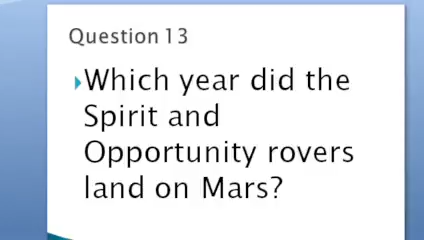 Question 13
Which year did the
Spirit and
Opportunity rovers
land on Mars?